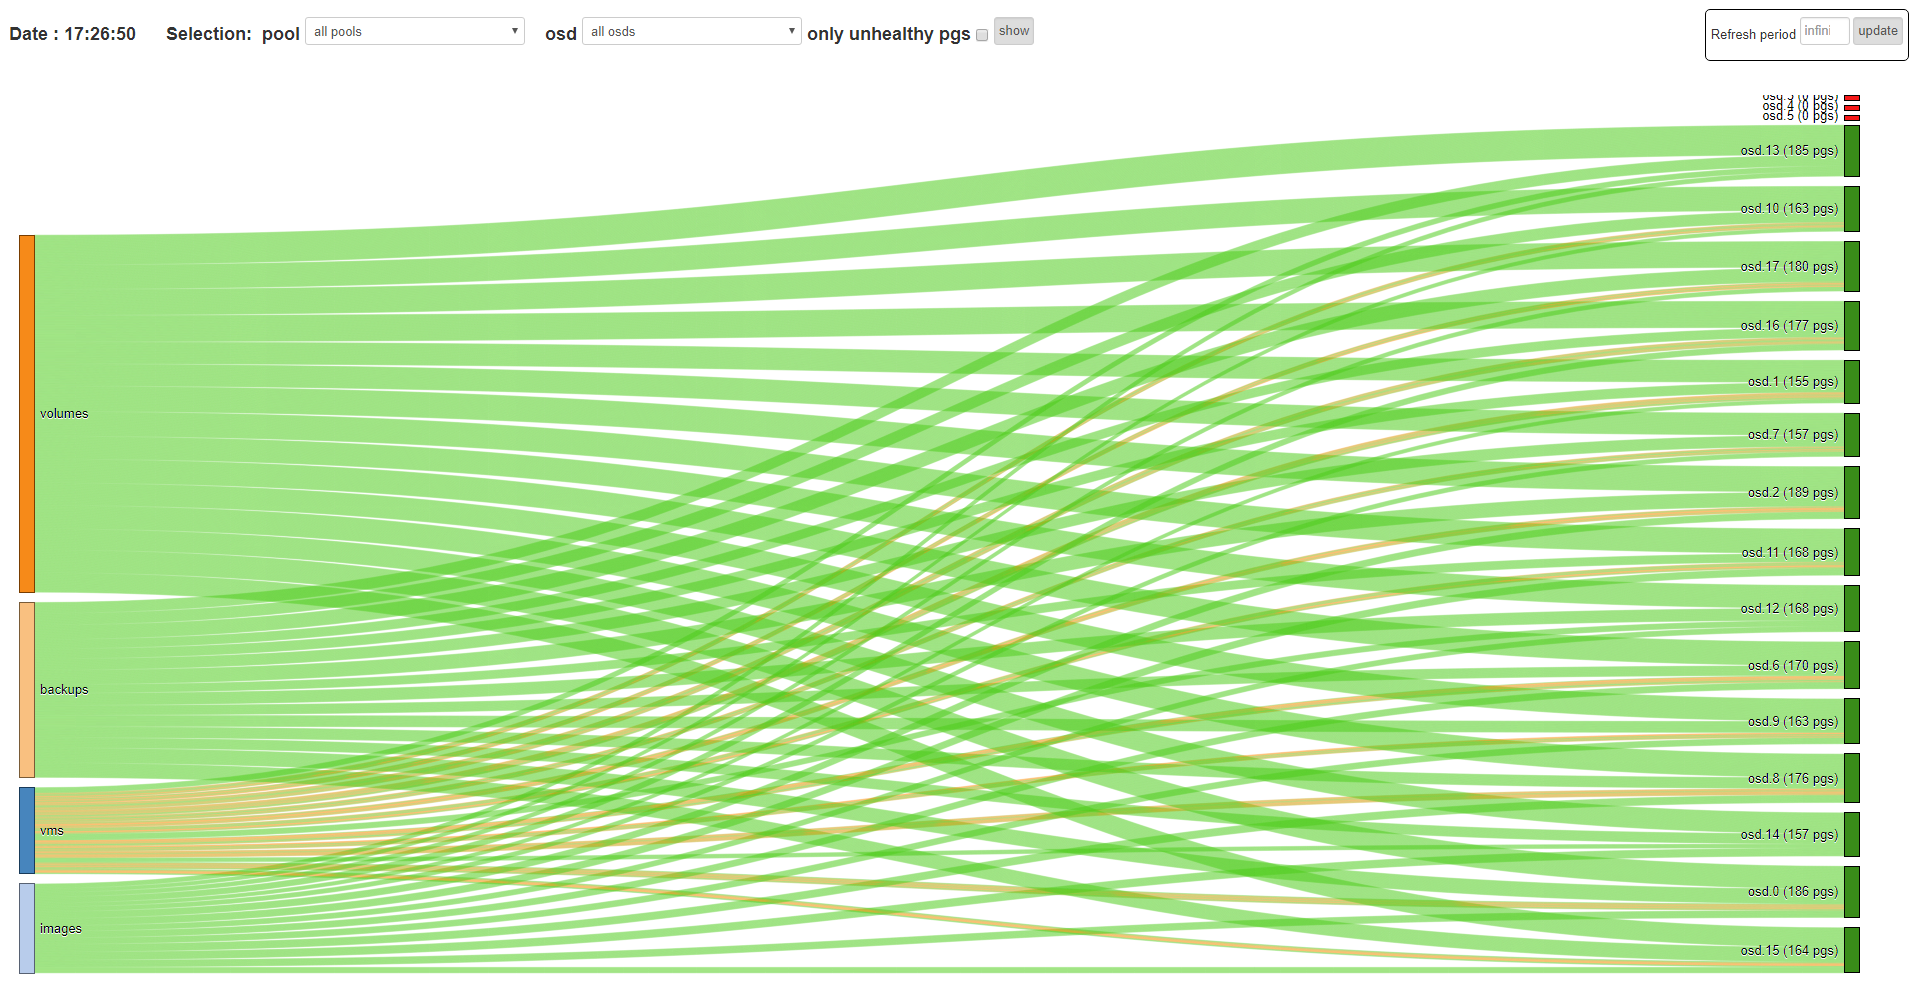 Date : 17:26:50 Selection: pool all pools osd all osds only unhealthy pgs show Refresh period infini update
osd.3 (0 pgs)
osd.4 (0 pgs)
osd.5 (0 pgs)
osd.13 (185 pgs)
osd.10 (163 pgs)
osd.17 (180 pgs)
osd.16 (177 pgs)
osd.1 (155 pgs)
volumes
osd.7 (157 pgs)
osd.2 (189 pgs)
osd.11 (168 pgs)
osd.12 (168 pgs)
osd.6 (170 pgs)
backups
osd.9 (163 pgs)
osd.8 (176 pgs)
vms
osd.14 (157 pgs)
osd.0 (186 pgs)
images
osd.15 (164 pgs)